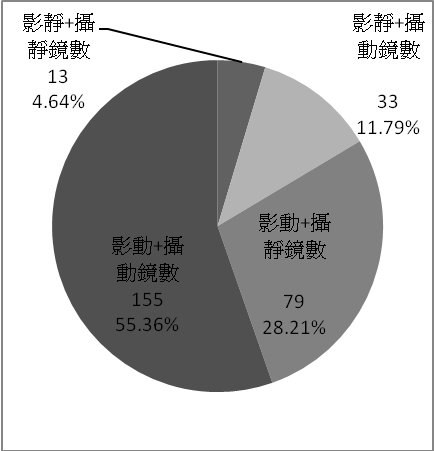 影靜+攝
靜鏡數
13
4.64%
影靜+攝
動鏡數
33
11.79%
影動+攝
靜鏡數
79
28.21%
影動+攝
動鏡數
155
55.36%